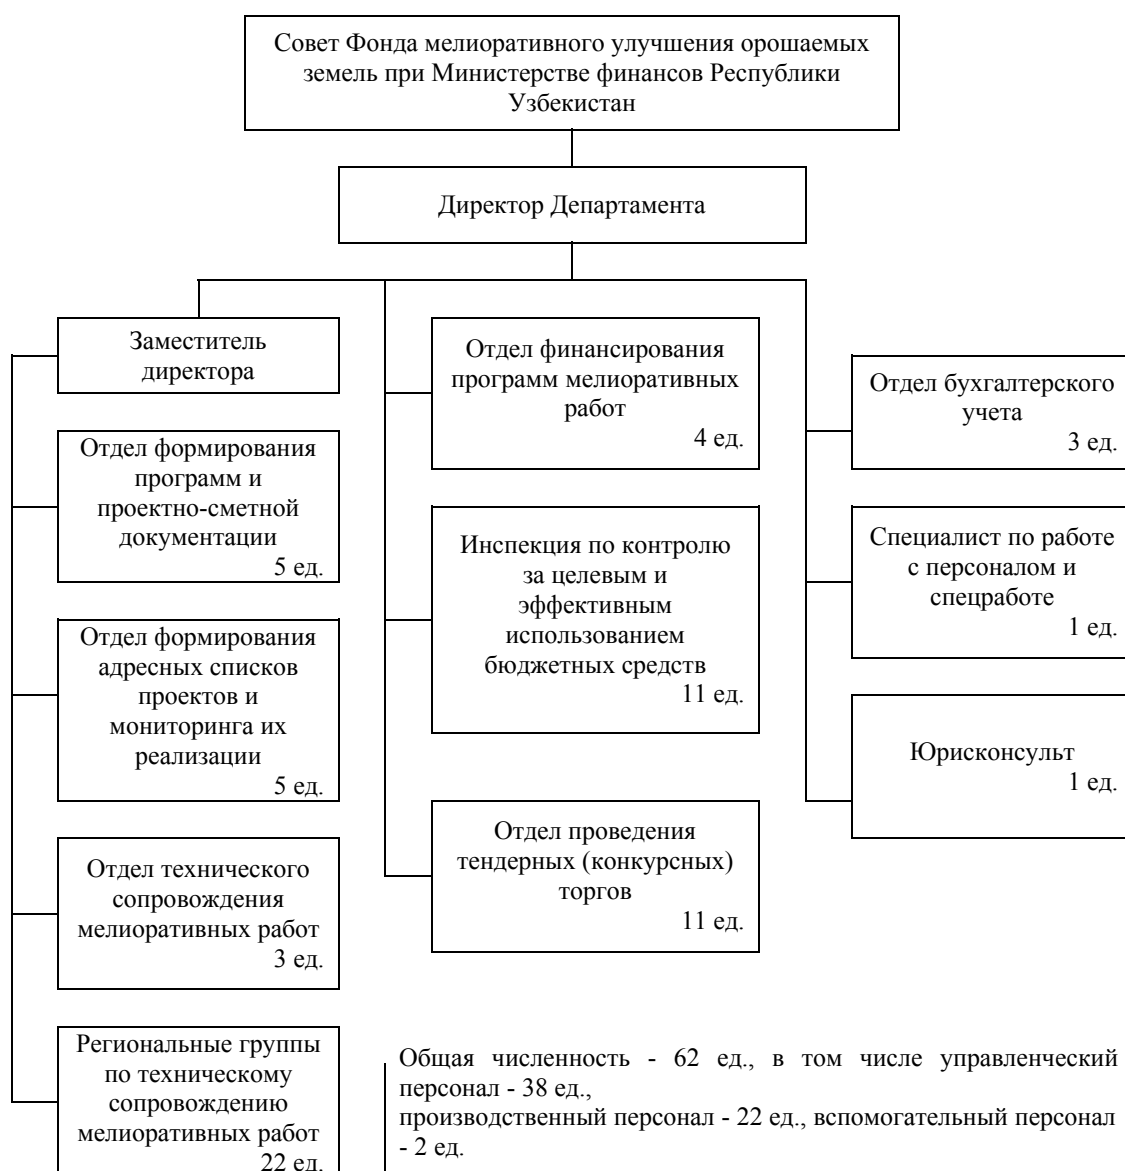 Совет Фонда мелиоративного улучшения орошаемых
земель при Министерстве финансов Республики
Узбекистан
Директор Департамента
Заместитель
директора
Отдел формирования
программ и
проектно-сметной
документации
5 ед.
Отдел формирования
адресных списков
проектов и
мониторинга их
реализации
5 ед.
Отдел технического
сопровождения
мелиоративных работ
3 ед.
Региональные группы
по техническому
сопровождению
мелиоративных работ
22 ед.
Отдел финансирования
программ мелиоративных
работ
4 ед.
Инспекция по контролю
за целевым и
эффективным
использованием
бюджетных средств
11 ед.
Отдел проведения
тендерных (конкурсных)
торгов
11 ед.
Отдел бухгалтерского
учета
3 ед.
Специалист по работе
с персоналом и
спецработе
1 ед.
Юрисконсульт
1 ед.
Общая численность - 62 ед., в том числе управленческий
персонал - 38 ед.,
производственный персонал - 22 ед., вспомогательный персонал
- 2 ед.